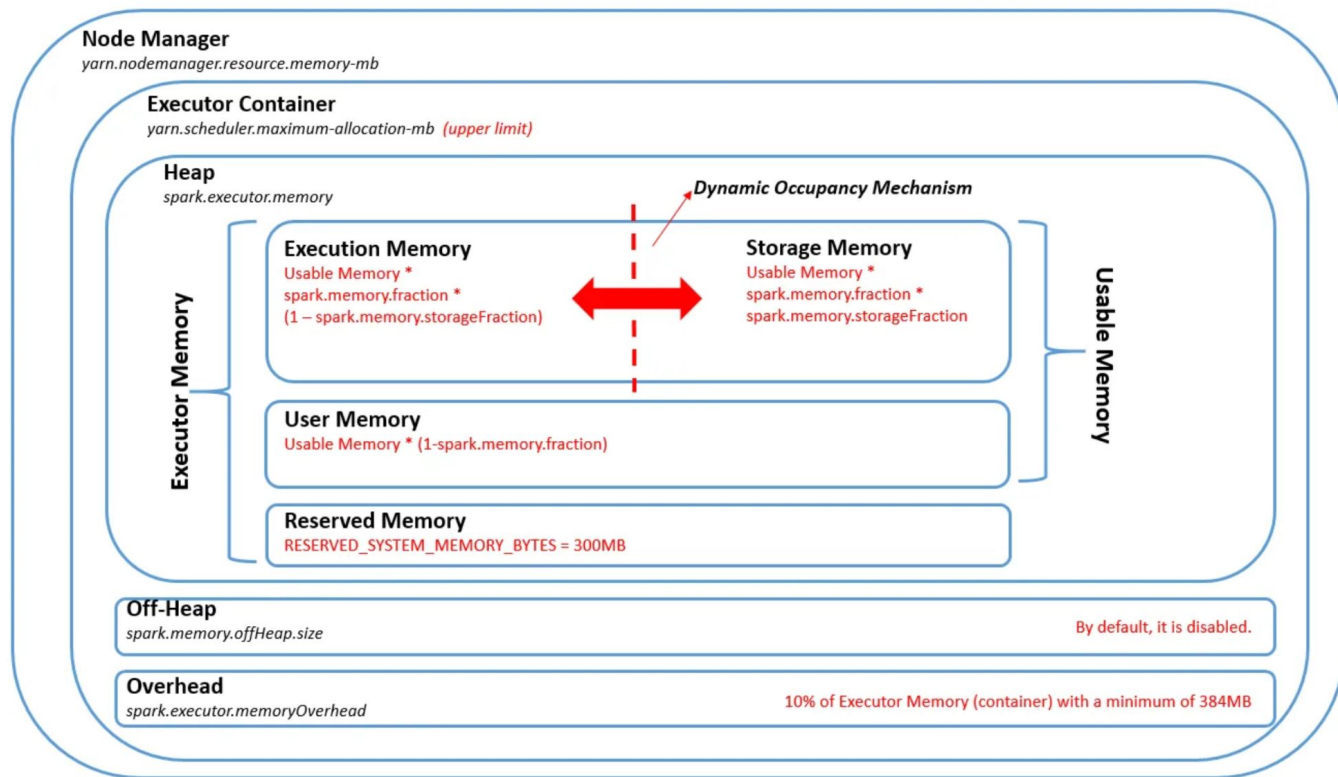 Node Manager
yarn.nodemanager.resource.memory-mb
Executor Container
yarn.scheduler.maximum-allocation-mb (upper limit)
Heap
spark.executor.memory
Dynamic Occupancy Mechanism
Executor Memory
Execution Memory
Usable Memory *
spark.memory.fraction *
(1 – spark.memory.storageFraction)
Storage Memory
Usable Memory *
spark.memory.fraction *
spark.memory.storageFraction
Usable Memory
User Memory
Usable Memory * (1-spark.memory.fraction)
Reserved Memory
RESERVED_SYSTEM_MEMORY_BYTES = 300MB
Off-Heap
spark.memory.offHeap.size
By default, it is disabled.
Overhead
spark.executor.memoryOverhead
10% of Executor Memory (container) with a minimum of 384MB